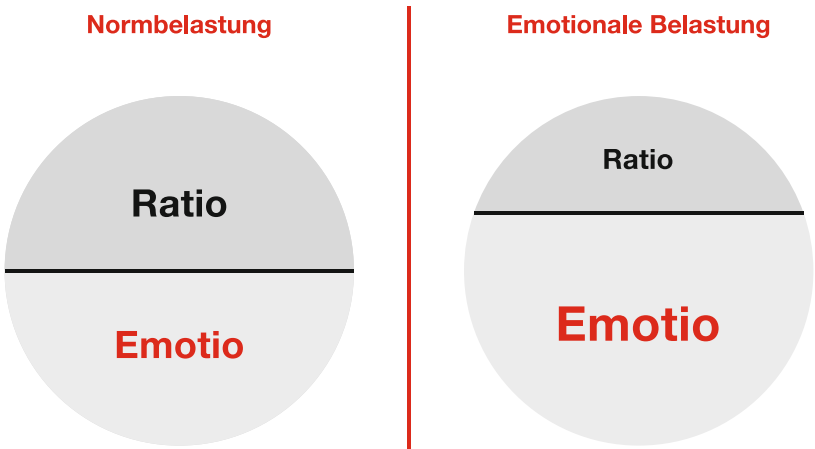 Normbelastung
Ratio
Emotio
Emotionale Belastung
Ratio
Emotio